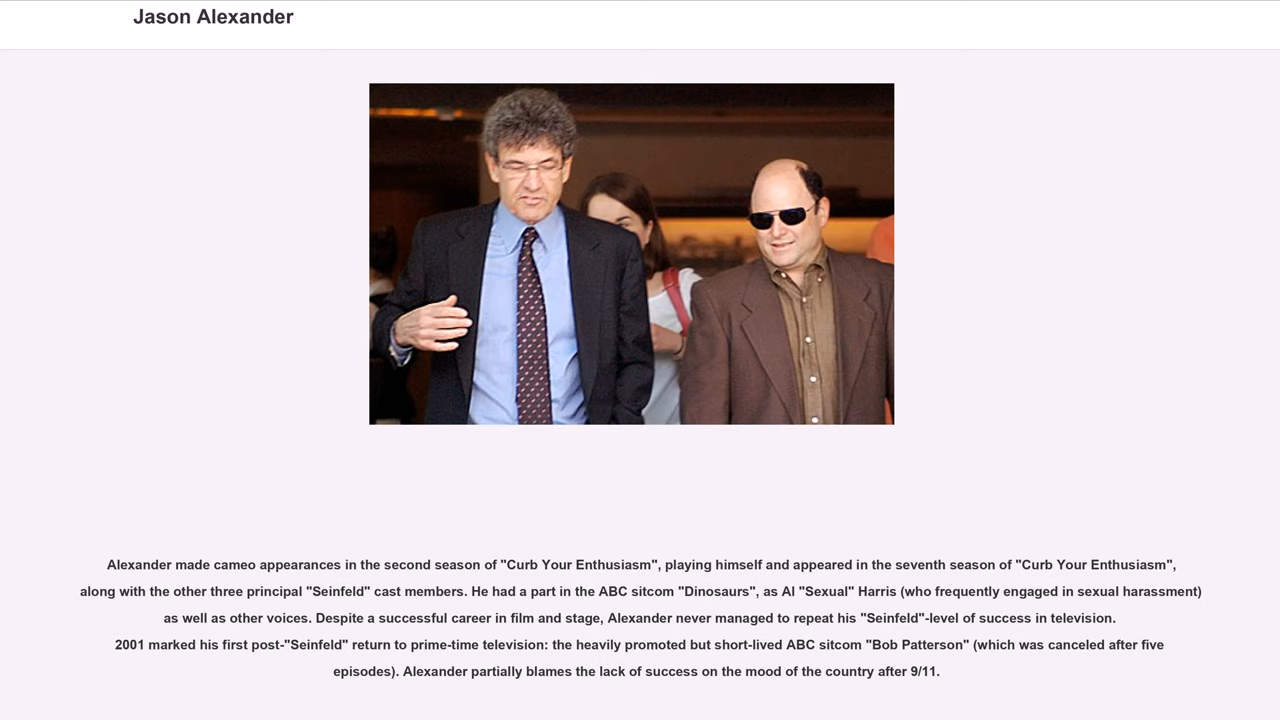 Jason Alexander
Alexander made cameo appearances in the second season of "Curb Your Enthusiasm", playing himself and appeared in the seventh season of "Curb Your Enthusiasm",
along with the other three principal "Seinfeld" cast members. He had a part in the ABC sitcom "Dinosaurs", as Al "Sexual" Harris (who frequently engaged in sexual harassment)
as well as other voices. Despite a successful career in film and stage, Alexander never managed to repeat his "Seinfeld"-level of success in television.
2001 marked his first post-"Seinfeld" return to prime-time television: the heavily promoted but short-lived ABC sitcom "Bob Patterson" (which was canceled after five
episodes). Alexander partially blames the lack of success on the mood of the country after 9/11.